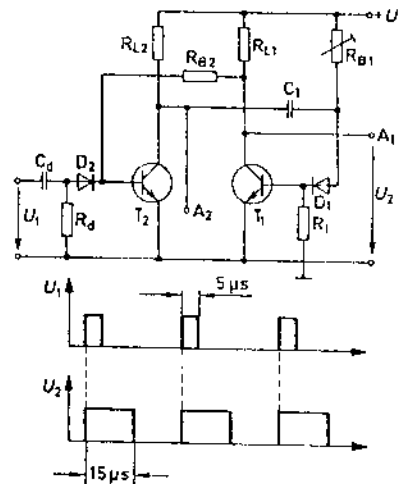 +U
R_L2
R_L1
R_B1
R_B2
C_1
A_1
C_d
D_2
D_1
U_1
R_d
T_2
A_2
T_1
R_1
U_2
U_1
5 µs
U_2
15 µs